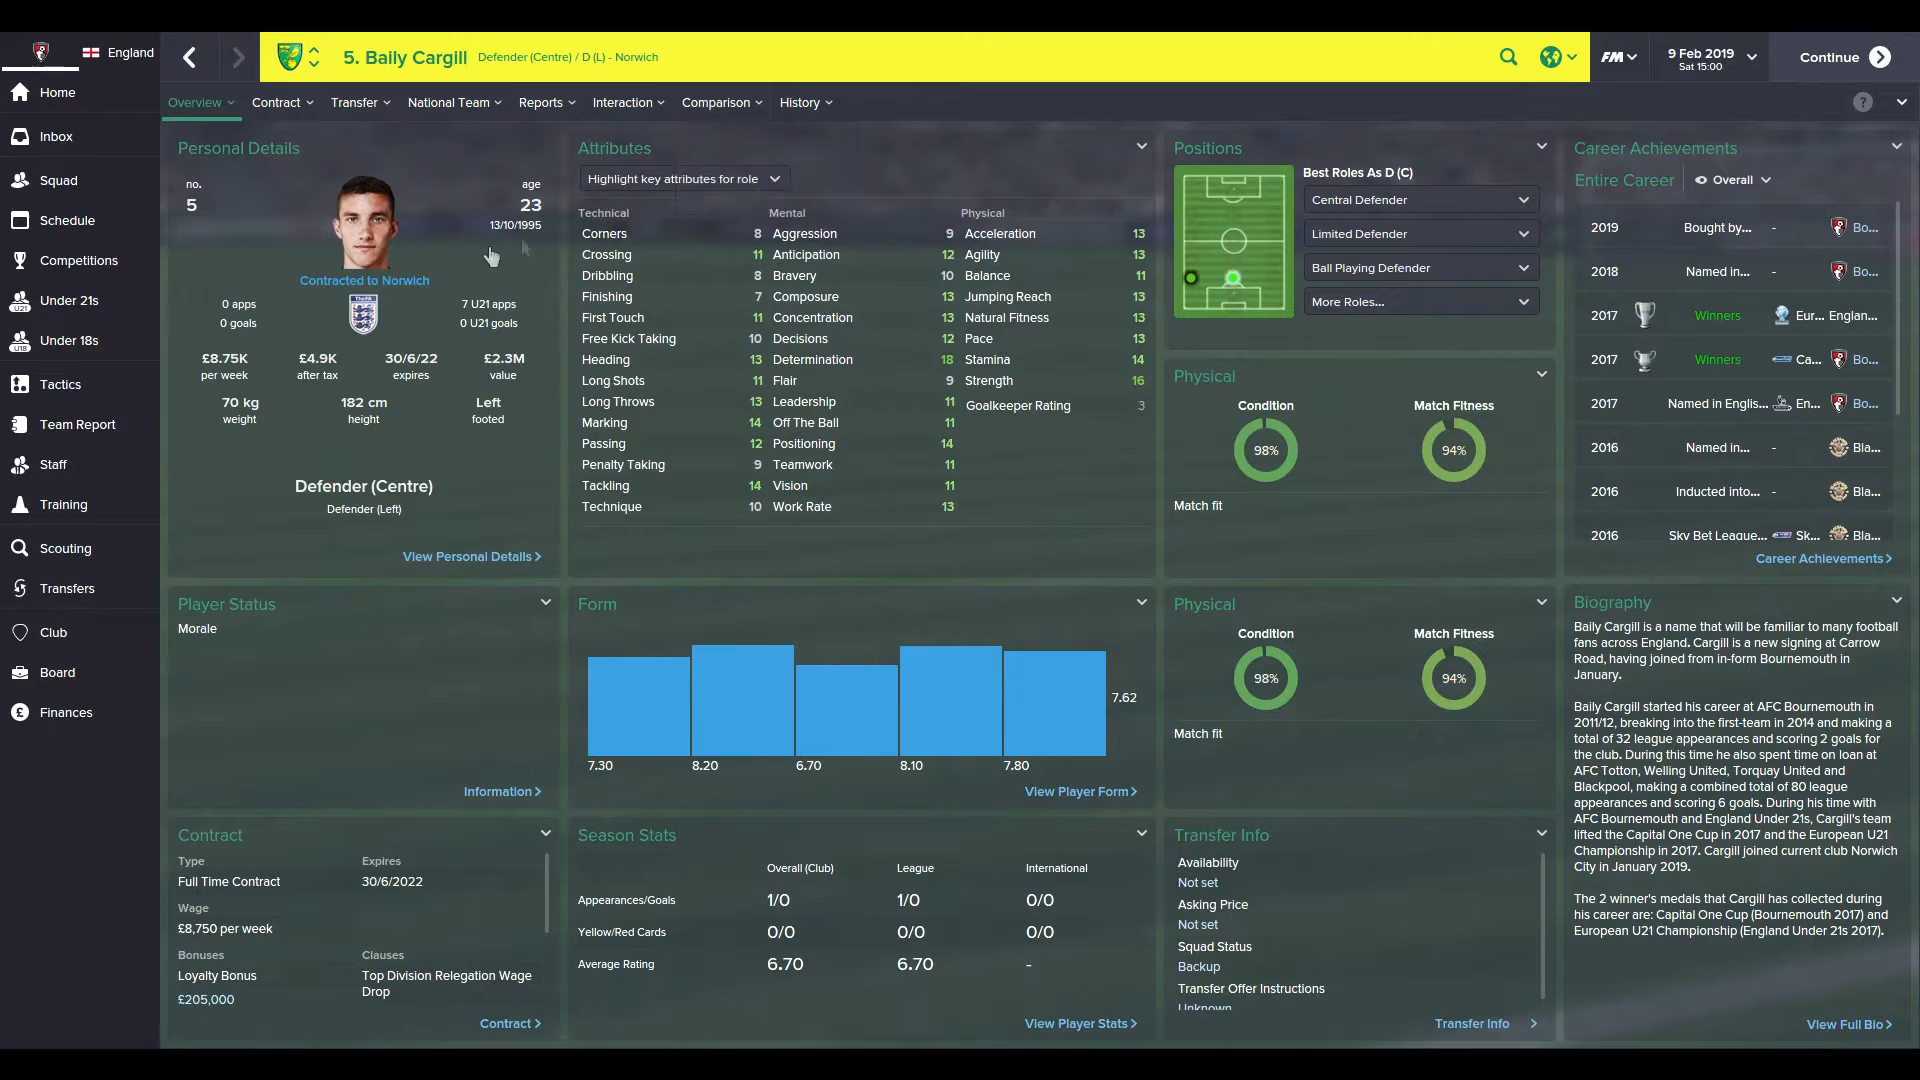 England
5. Baily Cargill
Defender (Centre) / D (L) - Norwich
FM
9 Feb 2019
Sat 15:00
Continue
Home
Inbox
Squad
Schedule
Competitions
U21
Under 21s
U18
Under 18s
Tactics
Team Report
Staff
Training
Scouting
Transfers
Club
Board
Finances
Overview
Contract
Transfer
National Team
Reports
Interaction
Comparison
History
?
Personal Details
no.
5
age
23
13/10/1995
Contracted to Norwich
0 apps
0 goals
7 U21 apps
0 U21 goals
£8.75K
per week
£4.9K
after tax
30/6/22
expires
£2.3M
value
70 kg
weight
182 cm
height
Left
footed
Defender (Centre)
Defender (Left)
View Personal Details
Attributes
Highlight key attributes for role
Technical Mental Physical
Corners 8 Aggression 9 Acceleration 13
Crossing 11 Anticipation 12 Agility 13
Dribbling 8 Bravery 10 Balance 11
Finishing 7 Composure 13 Jumping Reach 13
First Touch 11 Concentration 13 Natural Fitness 13
Free Kick Taking 10 Decisions 12 Pace 13
Heading 13 Determination 18 Stamina 14
Long Shots 11 Flair 9 Strength 16
Long Throws 13 Leadership 11 Goalkeeper Rating 3
Marking 14 Off The Ball 11
Passing 12 Positioning 14
Penalty Taking 9 Teamwork 11
Tackling 14 Vision 11
Technique 10 Work Rate 13
Positions
Best Roles As D (C)
Central Defender
Limited Defender
Ball Playing Defender
More Roles...
Physical
Condition
Match Fitness
98%
94%
Match fit
Career Achievements
Entire Career
Overall
2019 Bought by... - Bo...
2018 Named in... - Bo...
2017 Winners Eur... Englan...
2017 Winners Ca... Bo...
2017 Named in Englis... En... Bo...
2016 Named in... - Bla...
2016 Inducted into... - Bla...
2016 Sky Bet League... Sk... Bla...
Career Achievements
Player Status
Morale
Information
Form
7.62
7.30 8.20 6.70 8.10 7.80
View Player Form
Physical
Condition
Match Fitness
98%
94%
Match fit
Biography
Baily Cargill is a name that will be familiar to many football
fans across England. Cargill is a new signing at Carrow
Road, having joined from in-form Bournemouth in
January.
Baily Cargill started his career at AFC Bournemouth in
2011/12, breaking into the first-team in 2014 and making a
total of 32 league appearances and scoring 2 goals for
the club. During this time he also spent time on loan at
AFC Totton, Welling United, Torquay United and
Blackpool, making a combined total of 80 league
appearances and scoring 6 goals. During his time with
AFC Bournemouth and England Under 21s, Cargill's team
lifted the Capital One Cup in 2017 and the European U21
Championship in 2017. Cargill joined current club Norwich
City in January 2019.
The 2 winner's medals that Cargill has collected during
his career are: Capital One Cup (Bournemouth 2017) and
European U21 Championship (England Under 21s 2017).
View Full Bio
Contract
Type
Full Time Contract
Expires
30/6/2022
Wage
£8,750 per week
Bonuses
Loyalty Bonus
£205,000
Clauses
Top Division Relegation Wage
Drop
Contract
Season Stats
Overall (Club) League International
Appearances/Goals 1/0 1/0 0/0
Yellow/Red Cards 0/0 0/0 0/0
Average Rating 6.70 6.70 -
View Player Stats
Transfer Info
Availability
Not set
Asking Price
Not set
Squad Status
Backup
Transfer Offer Instructions
Unknown
Transfer Info